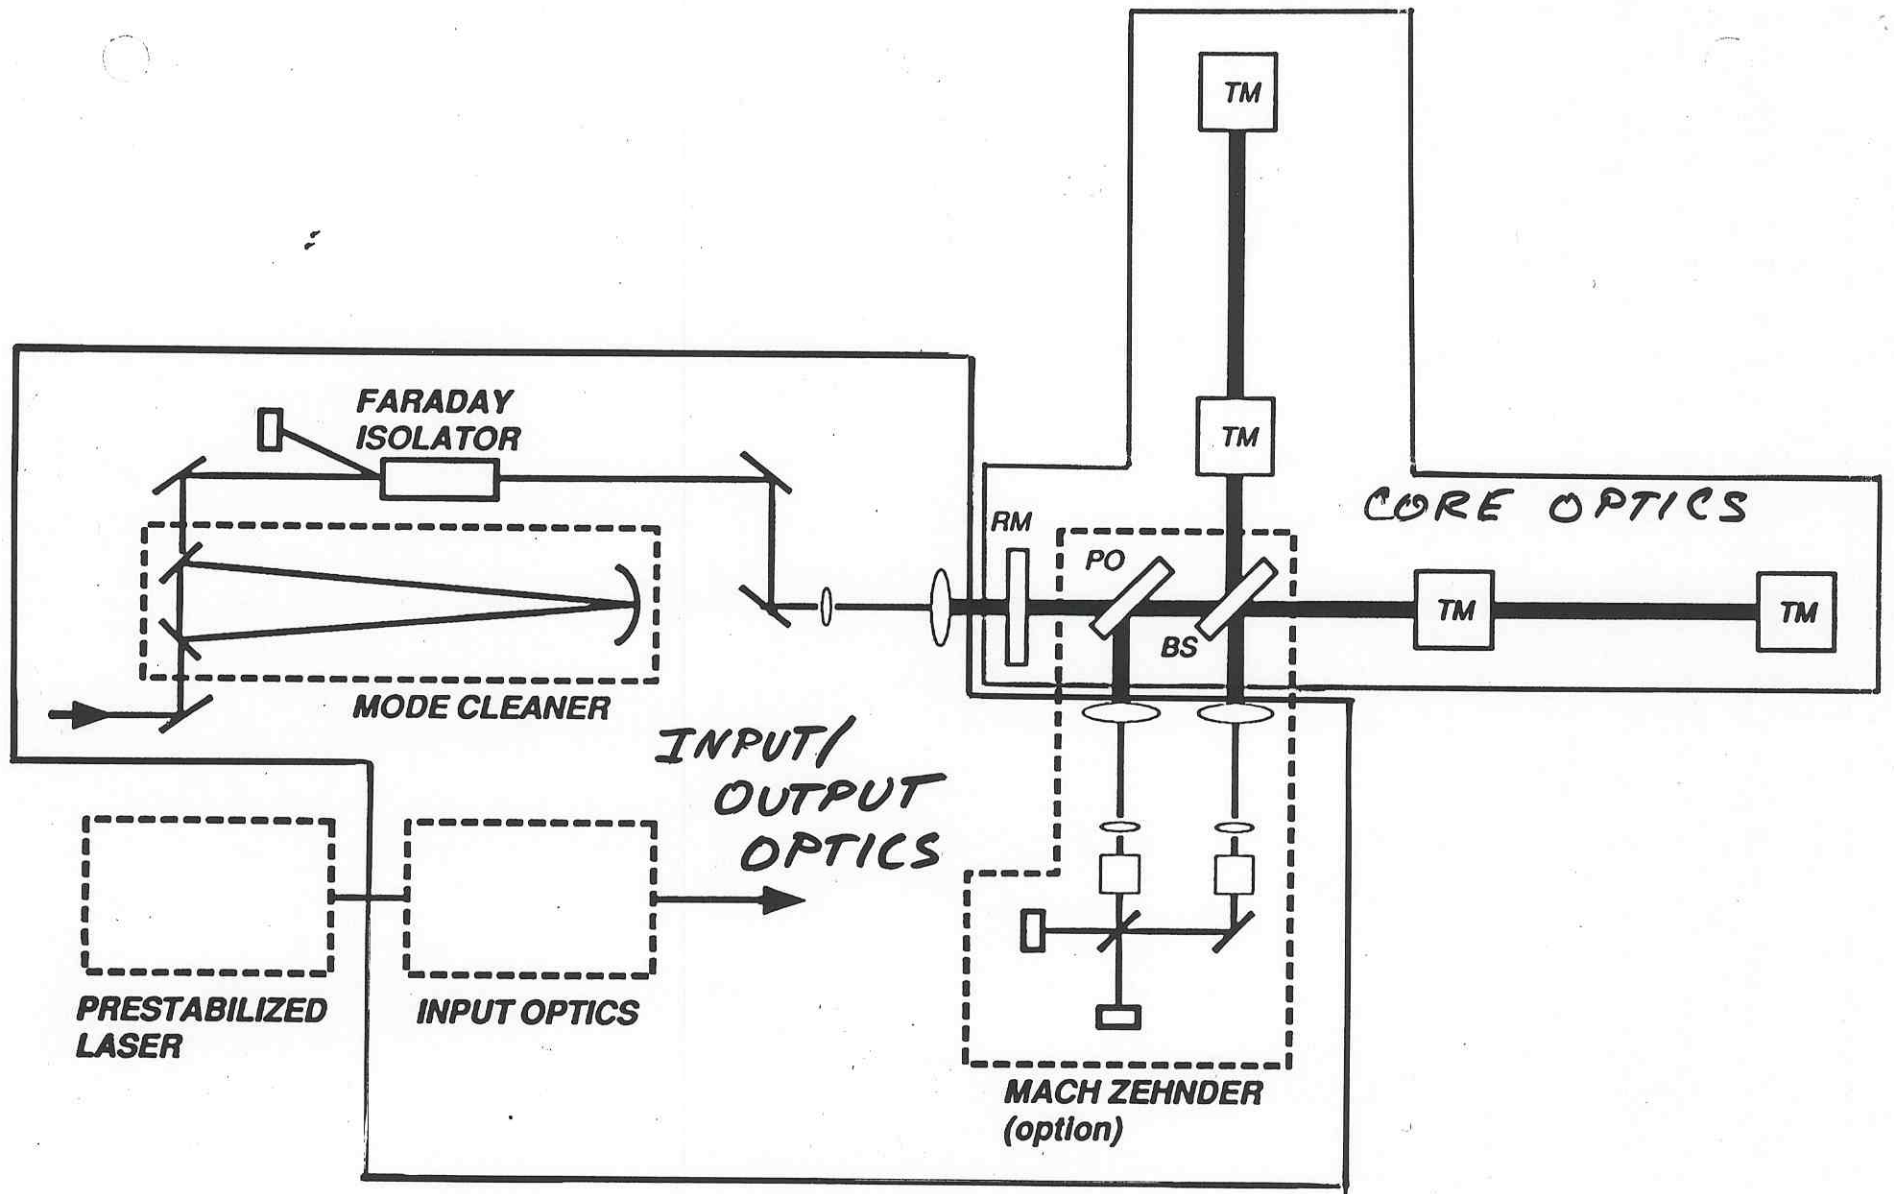 TM
FARADAY
ISOLATOR
TM
CORE OPTICS
RM
PO
BS
TM
TM
MODE CLEANER
INPUT/
OUTPUT
OPTICS
PRESTABILIZED
LASER
INPUT OPTICS
MACH ZEHNDER
(option)